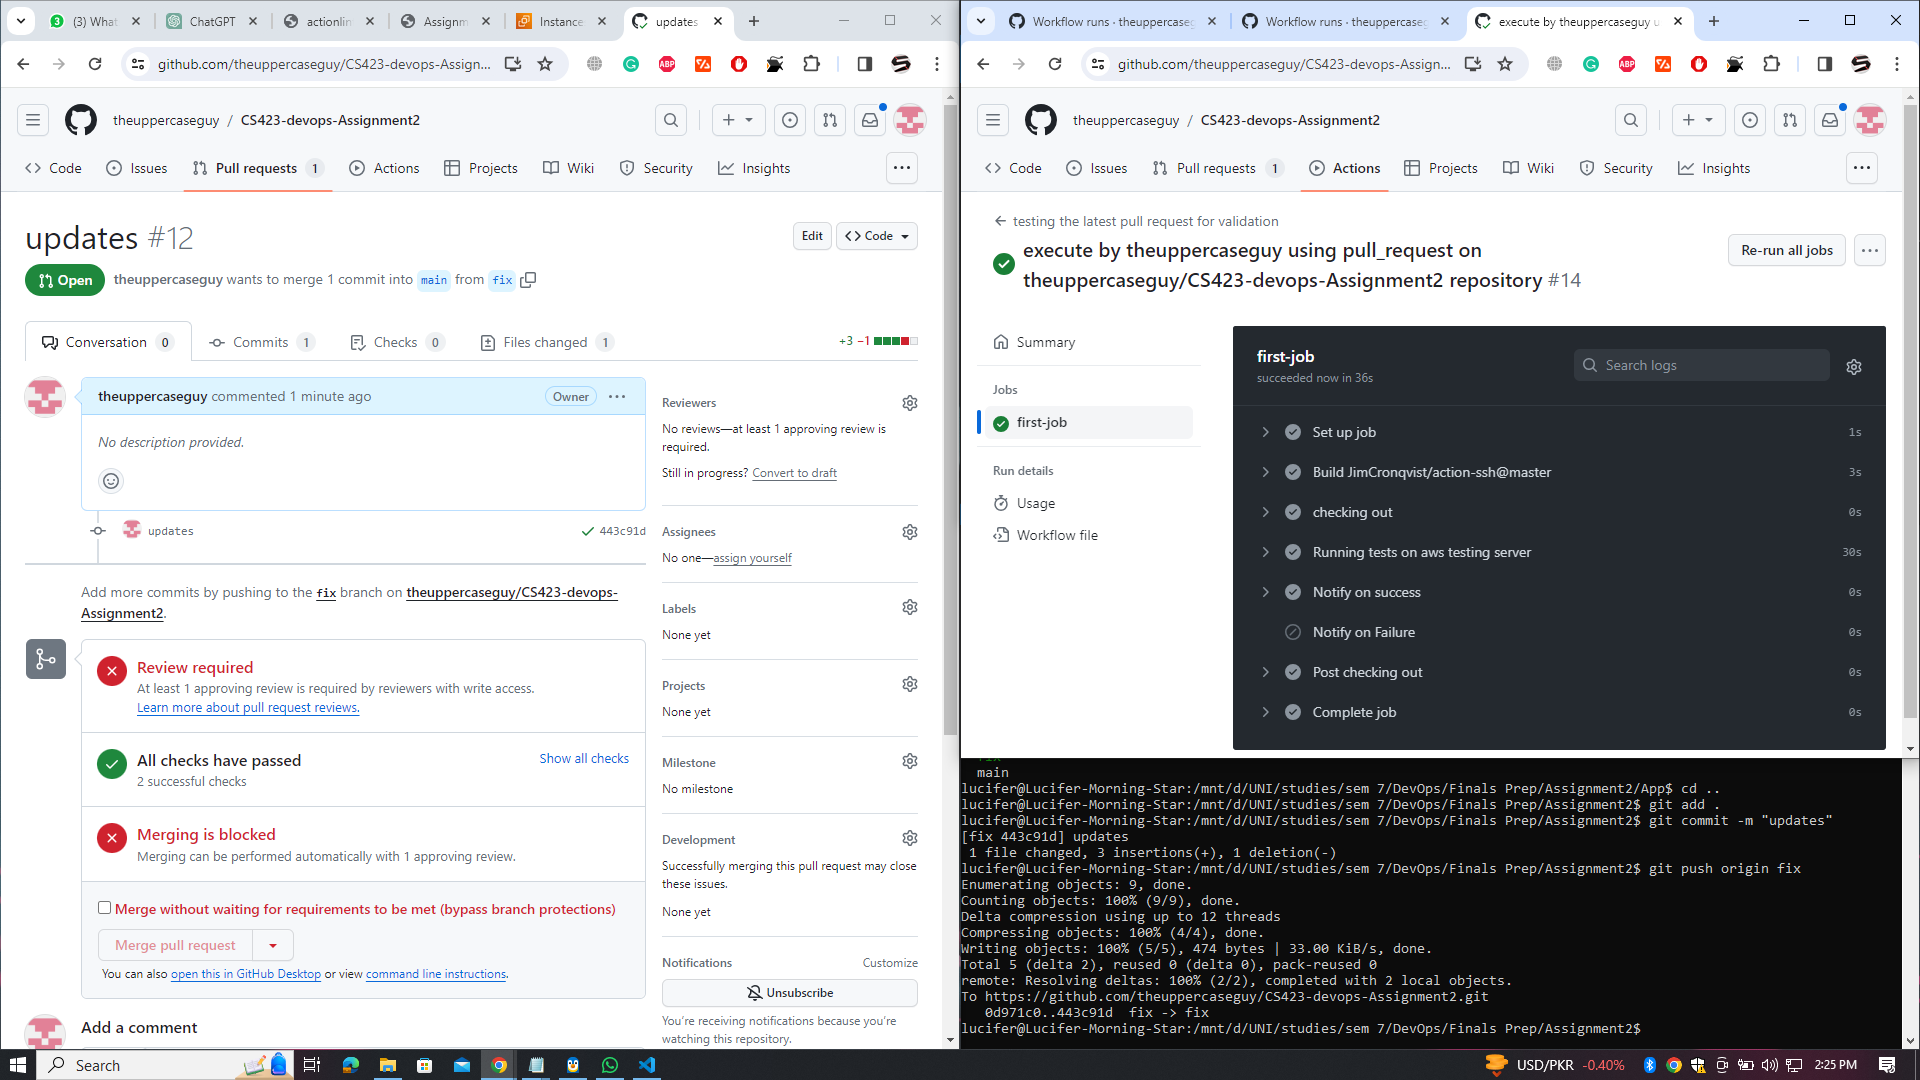 (3) What
ChatGPT
actionlin
Assignm
Instance
updates
github.com/theuppercaseguy/CS423-devops-Assign...
theuppercaseguy / CS423-devops-Assignment2
Code
Issues
Pull requests 1
Actions
Projects
Wiki
Security
Insights
updates #12
Edit
Code
Open
theuppercaseguy wants to merge 1 commit into main from fix
Conversation 0
Commits 1
Checks 0
Files changed 1
+3 −1
theuppercaseguy commented 1 minute ago
Owner
No description provided.
updates
443c91d
Add more commits by pushing to the fix branch on theuppercaseguy/CS423-devops-
Assignment2.
Review required
At least 1 approving review is required by reviewers with write access.
Learn more about pull request reviews.
All checks have passed
Show all checks
2 successful checks
Merging is blocked
Merging can be performed automatically with 1 approving review.
Merge without waiting for requirements to be met (bypass branch protections)
Merge pull request
You can also open this in GitHub Desktop or view command line instructions.
Add a comment
Reviewers
No reviews—at least 1 approving review is
required.
Still in progress? Convert to draft
Assignees
No one—assign yourself
Labels
None yet
Projects
None yet
Milestone
No milestone
Development
Successfully merging this pull request may close
these issues.
None yet
Notifications
Customize
Unsubscribe
You're receiving notifications because you're
watching this repository.
Workflow runs · theuppercaseg
Workflow runs · theuppercaseg
execute by theuppercaseguy u
github.com/theuppercaseguy/CS423-devops-Assign...
theuppercaseguy / CS423-devops-Assignment2
Code
Issues
Pull requests 1
Actions
Projects
Wiki
Security
Insights
testing the latest pull request for validation
execute by theuppercaseguy using pull_request on
theuppercaseguy/CS423-devops-Assignment2 repository #14
Re-run all jobs
Summary
Jobs
first-job
Run details
Usage
Workflow file
first-job
succeeded now in 36s
Search logs
Set up job 1s
Build JimCronqvist/action-ssh@master 3s
checking out 0s
Running tests on aws testing server 30s
Notify on success 0s
Notify on Failure 0s
Post checking out 0s
Complete job 0s
fix
main
lucifer@Lucifer-Morning-Star:/mnt/d/UNI/studies/sem 7/DevOps/Finals Prep/Assignment2/App$ cd ..
lucifer@Lucifer-Morning-Star:/mnt/d/UNI/studies/sem 7/DevOps/Finals Prep/Assignment2$ git add .
lucifer@Lucifer-Morning-Star:/mnt/d/UNI/studies/sem 7/DevOps/Finals Prep/Assignment2$ git commit -m "updates"
[fix 443c91d] updates
1 file changed, 3 insertions(+), 1 deletion(-)
lucifer@Lucifer-Morning-Star:/mnt/d/UNI/studies/sem 7/DevOps/Finals Prep/Assignment2$ git push origin fix
Enumerating objects: 9, done.
Counting objects: 100% (9/9), done.
Delta compression using up to 12 threads
Compressing objects: 100% (4/4), done.
Writing objects: 100% (5/5), 474 bytes | 33.00 KiB/s, done.
Total 5 (delta 2), reused 0 (delta 0), pack-reused 0
remote: Resolving deltas: 100% (2/2), completed with 2 local objects.
To https://github.com/theuppercaseguy/CS423-devops-Assignment2.git
0d971c0..443c91d  fix -> fix
lucifer@Lucifer-Morning-Star:/mnt/d/UNI/studies/sem 7/DevOps/Finals Prep/Assignment2$
Search
USD/PKR -0.40%
2:25 PM